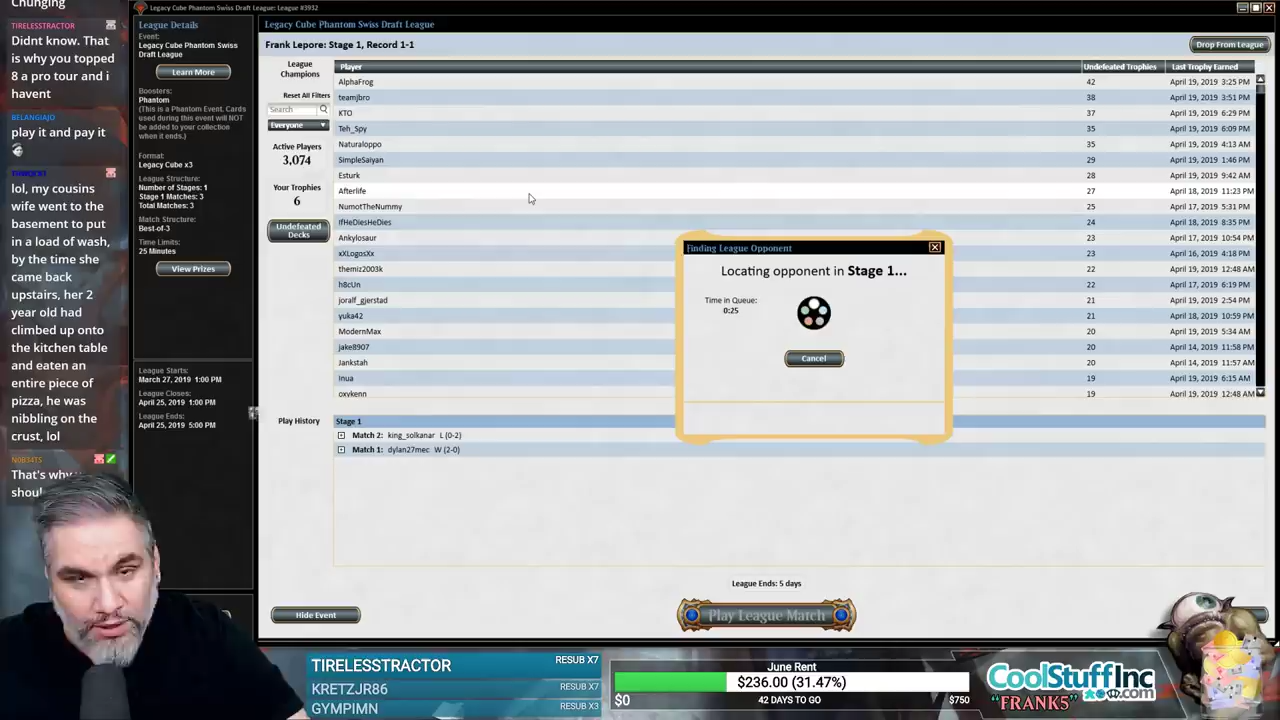 Chunging
TIRELESSTRACTOR
Didnt know. That
is why you topped
8 a pro tour and i
havent
BELANGIAJO
play it and pay it
lol, my cousins
wife went to the
basment to put
in a load of wash,
by the time she
came back
upstairs, her 2
year old had
climbed up onto
the kitchen table
and eaten an
entire piece of
pizza, he was
nibbling on the
crust, lol
N0B34TS
That's why
shoul
Legacy Cube Phantom Swiss Draft League: League #3932
League Details
Event:
Legacy Cube Phantom Swiss
Draft League
Learn More
Boosters:
Phantom
(This is a Phantom Event. Cards
used during this event will NOT
be added to your collection
when it ends.)
Format:
Legacy Cube x3
League Structure:
Number of Stages: 1
Stage 1 Matches: 3
Total Matches: 3
Match Structure:
Best-of-3
Time Limits:
25 Minutes
View Prizes
League Starts:
March 27, 2019 1:00 PM
League Closes:
April 25, 2019 1:00 PM
League Ends:
April 25, 2019 5:00 PM
Legacy Cube Phantom Swiss Draft League
Frank Lepore: Stage 1, Record 1-1
Drop From League
League
Champions
Reset All Filters
Search
Everyone
Active Players
3,074
Your Trophies
6
Undefeated
Decks
Player Undefeated Trophies Last Trophy Earned
AlphaFrog 42 April 19, 2019 3:25 PM
teamjbro 38 April 19, 2019 3:51 PM
KTO 37 April 19, 2019 6:29 PM
Teh_Spy 35 April 19, 2019 6:09 PM
Naturaloppo 35 April 19, 2019 4:13 AM
SimpleSaiyan 29 April 19, 2019 1:46 PM
Esturk 28 April 19, 2019 9:42 AM
Afterlife 27 April 18, 2019 11:23 PM
NumotTheNummy 25 April 17, 2019 5:31 PM
IfHeDiesHeDies 24 April 18, 2019 8:35 PM
Ankylosaur 23 April 17, 2019 10:54 PM
xXLogosXx 23 April 16, 2019 4:18 PM
themiz2003k 22 April 19, 2019 12:48 AM
h8cUn 22 April 17, 2019 6:19 PM
joralf_gjerstad 21 April 19, 2019 2:54 PM
yuka42 21 April 18, 2019 10:59 PM
ModernMax 20 April 19, 2019 5:34 AM
jake8907 20 April 14, 2019 11:58 PM
Jankstah 20 April 14, 2019 11:57 AM
Inua 19 April 19, 2019 6:15 AM
oxykenn 19 April 19, 2019 12:48 AM
Finding League Opponent
Locating opponent in Stage 1...
Time in Queue:
0:25
Cancel
Play History
Stage 1
Match 2: king_solkanar L (0-2)
Match 1: dylan27mec W (2-0)
League Ends: 5 days
Hide Event
Play League Match
TIRELESSTRACTOR RESUB X7
KRETZJR86 RESUB X7
GYMPIMN RESUB X3
June Rent
$236.00 (31.47%)
$0 42 DAYS TO GO $750
CoolStuffInc
.com
"FRANK5"